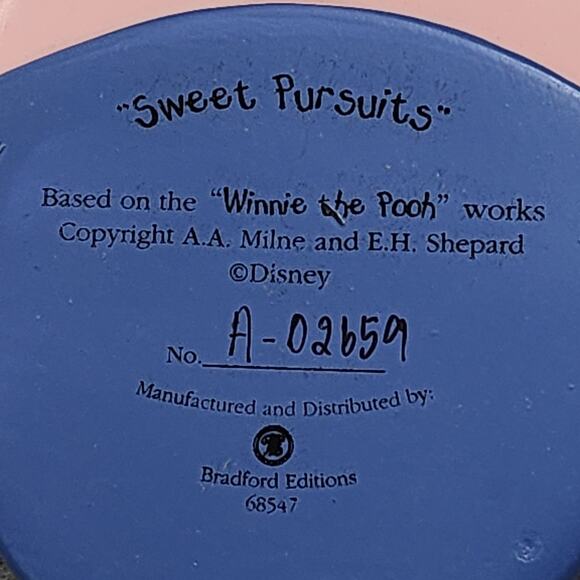 "Sweet Pursuits"
Based on the "Winnie the Pooh" works
Copyright A.A. Milne and E.H. Shepard
©Disney
No. A-02659
Manufactured and Distributed by:
Bradford Editions
68547